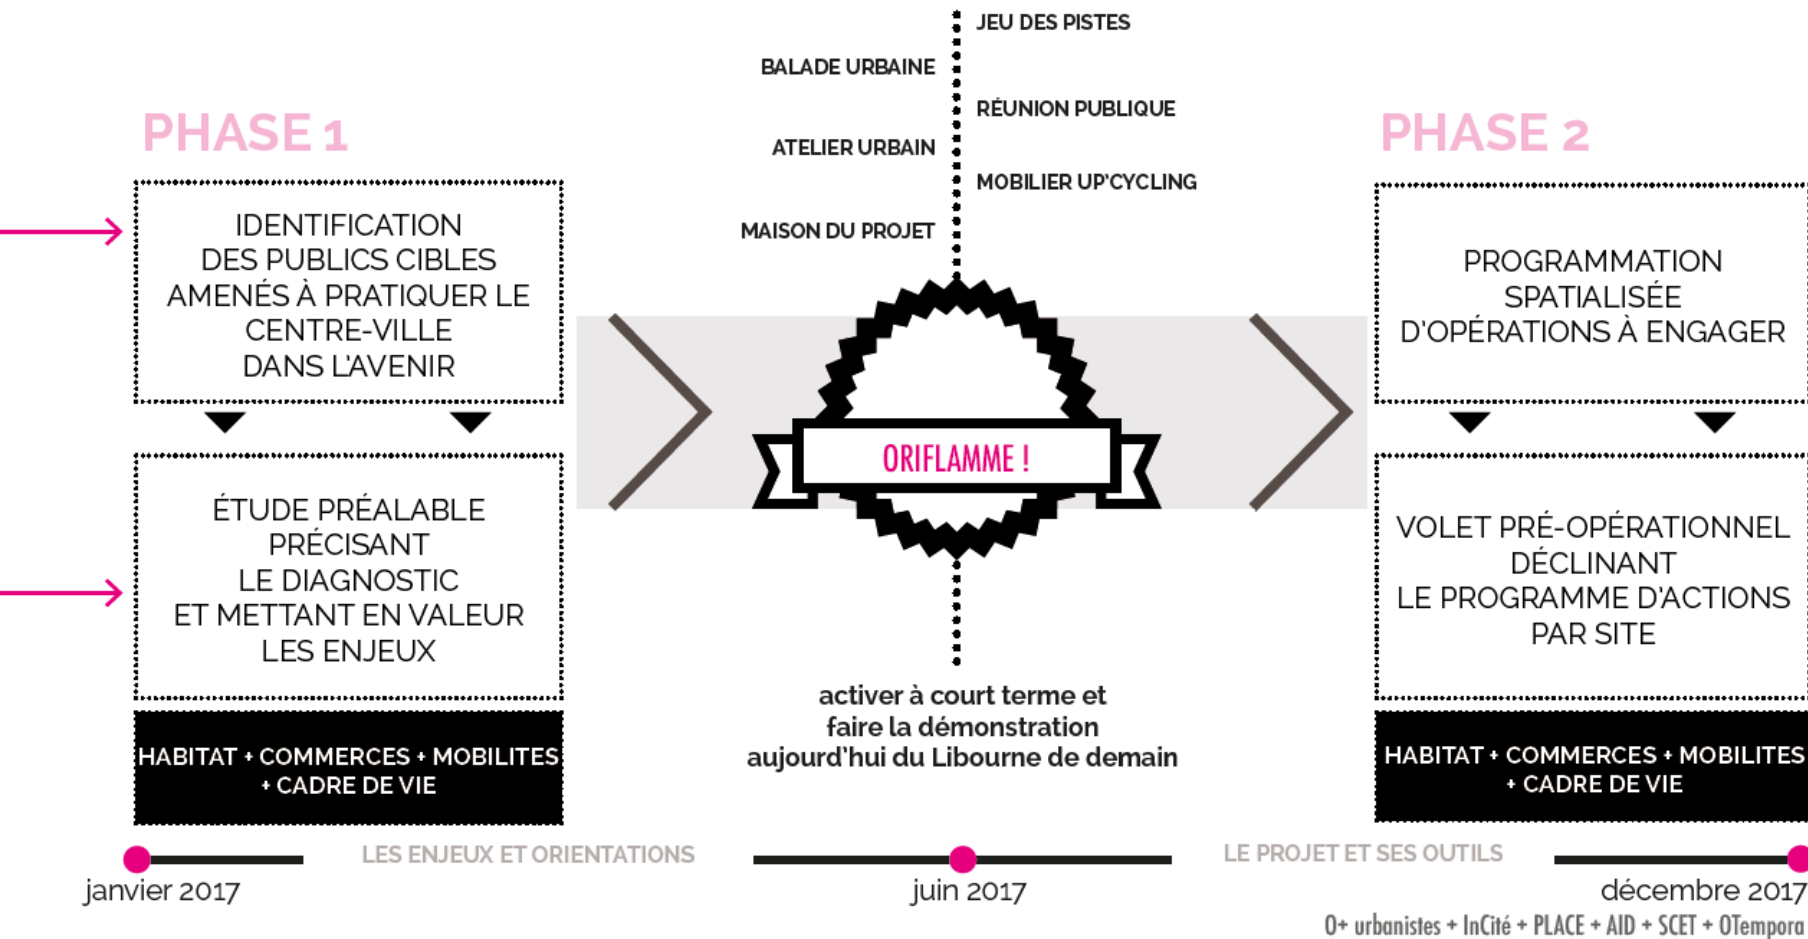 PHASE 1
IDENTIFICATION
DES PUBLICS CIBLES
AMENÉS À PRATIQUER LE
CENTRE-VILLE
DANS L'AVENIR
ÉTUDE PRÉALABLE
PRÉCISANT
LE DIAGNOSTIC
ET METTANT EN VALEUR
LES ENJEUX
HABITAT + COMMERCES + MOBILITES
+ CADRE DE VIE
JEU DES PISTES
BALADE URBAINE
RÉUNION PUBLIQUE
ATELIER URBAIN
MOBILIER UP'CYCLING
MAISON DU PROJET
ORIFLAMME !
activer à court terme et
faire la démonstration
aujourd'hui du Libourne de demain
PHASE 2
PROGRAMMATION
SPATIALISÉE
D'OPÉRATIONS À ENGAGER
VOLET PRÉ-OPÉRATIONNEL
DÉCLINANT
LE PROGRAMME D'ACTIONS
PAR SITE
HABITAT + COMMERCES + MOBILITES
+ CADRE DE VIE
LES ENJEUX ET ORIENTATIONS
LE PROJET ET SES OUTILS
janvier 2017
juin 2017
décembre 2017
O+ urbanistes + InCité + PLACE + AID + SCET + OTempora